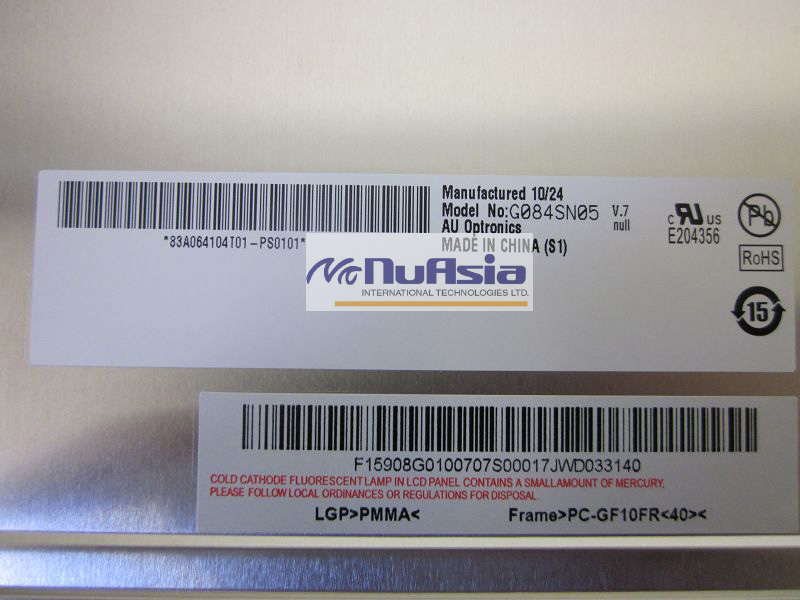 Manufactured 10/24
Model No:G084SN05 V.7
AU Optronics null
MADE IN CHINA (S1)
*83A064104T01-PS0101*
c RU US
E204356
Pb
RoHS
15
NuAsia
INTERNATIONAL TECHNOLOGIES LTD.
F15908G0100707S00017JWD033140
COLD CATHODE FLUORESCENT LAMP IN LCD PANEL CONTAINS A SMALLAMOUNT OF MERCURY,
PLEASE FOLLOW LOCAL ORDINANCES OR REGULATIONS FOR DISPOSAL.
LGP>PMMA< Frame>PC-GF10FR<40><